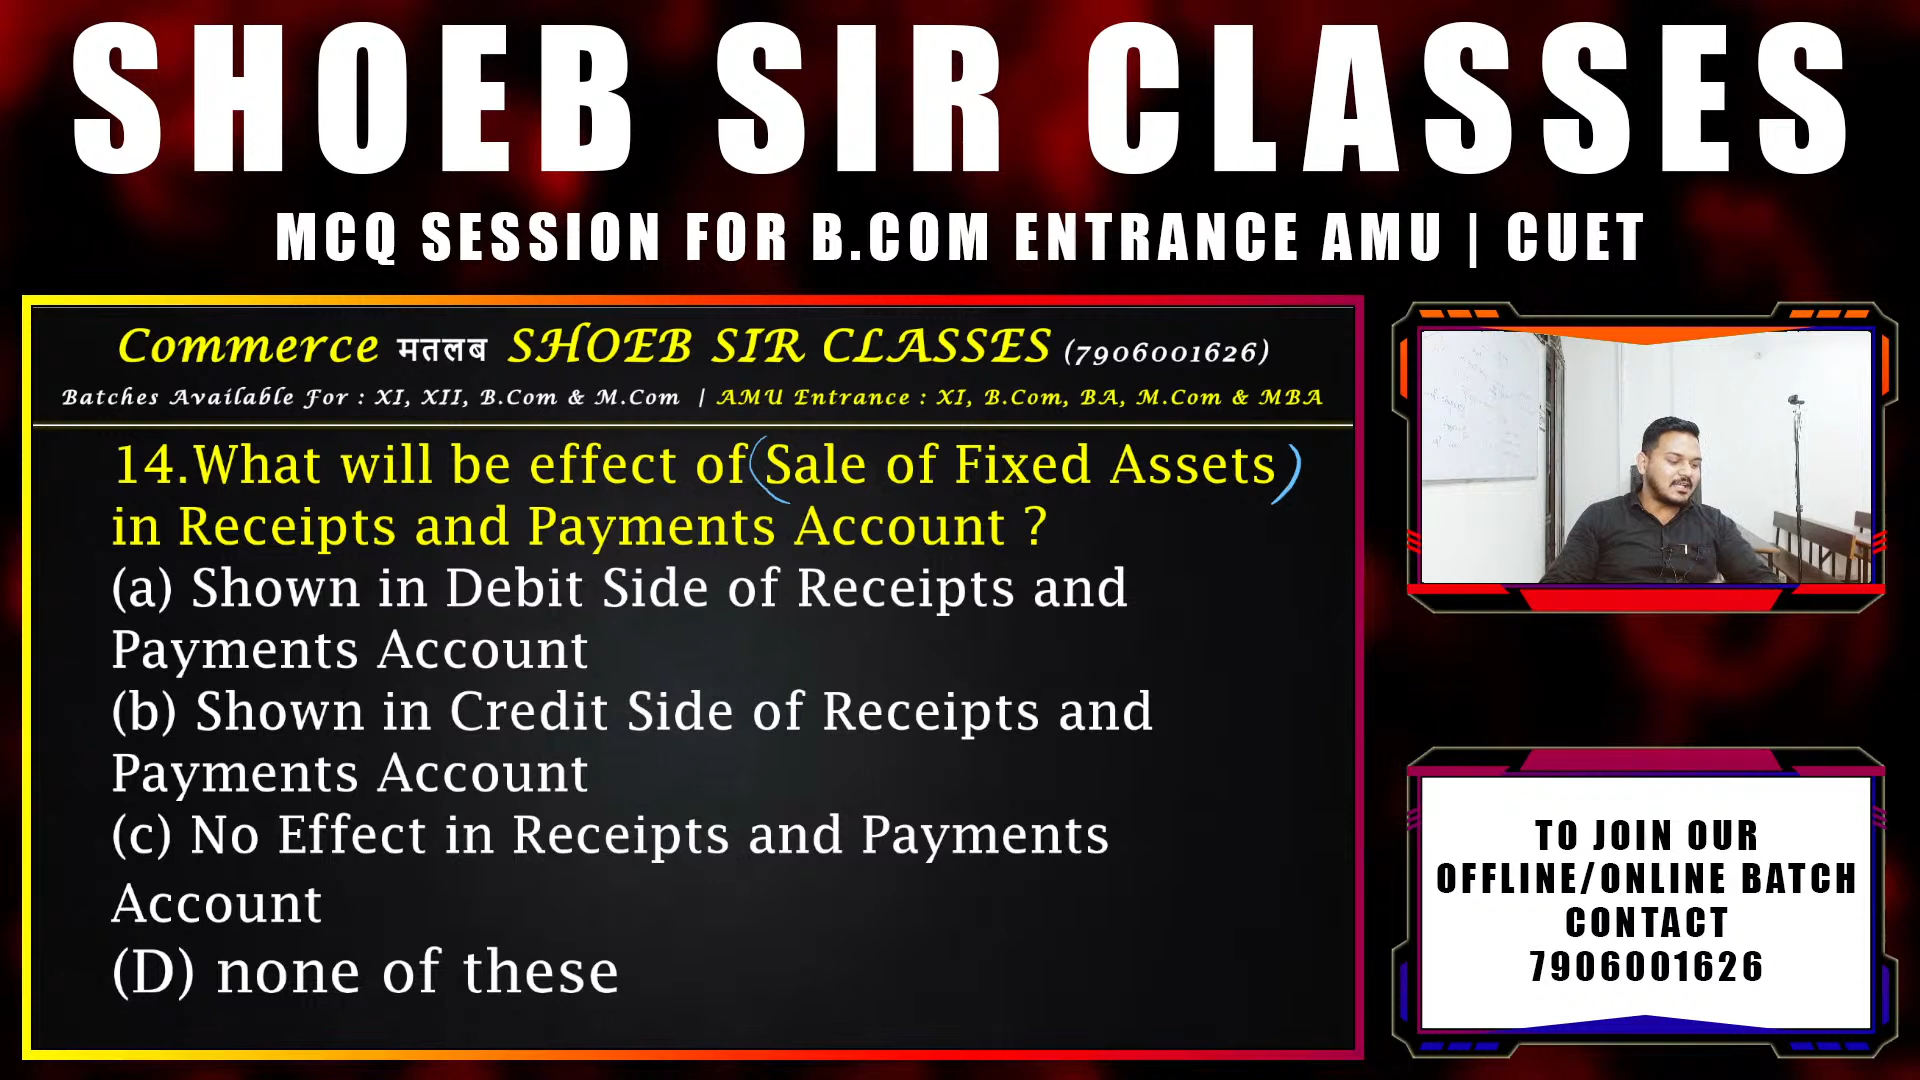 SHOEB SIR CLASSES
MCQ SESSION FOR B.COM ENTRANCE AMU | CUET
Commerce मतलब SHOEB SIR CLASSES (7906001626)
Batches Available For : XI, XII, B.Com & M.Com | AMU Entrance : XI, B.Com, BA, M.Com & MBA
14.What will be effect of Sale of Fixed Assets
in Receipts and Payments Account ?
(a) Shown in Debit Side of Receipts and
Payments Account
(b) Shown in Credit Side of Receipts and
Payments Account
(c) No Effect in Receipts and Payments
Account
(D) none of these
TO JOIN OUR
OFFLINE/ONLINE BATCH
CONTACT
7906001626